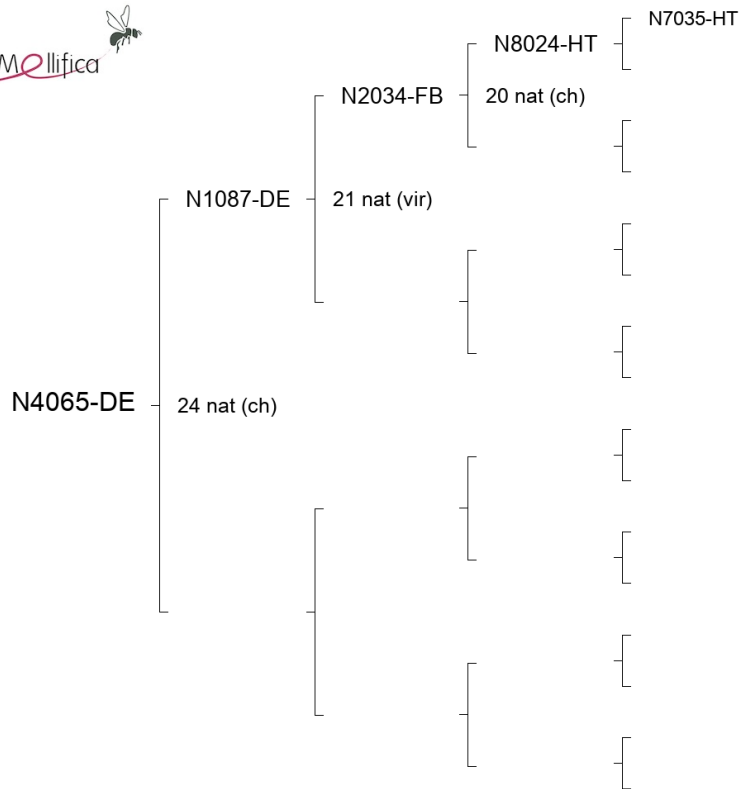 Mellifica
N7035-HT
N8024-HT
N2034-FB
20 nat (ch)
N1087-DE
21 nat (vir)
N4065-DE
24 nat (ch)